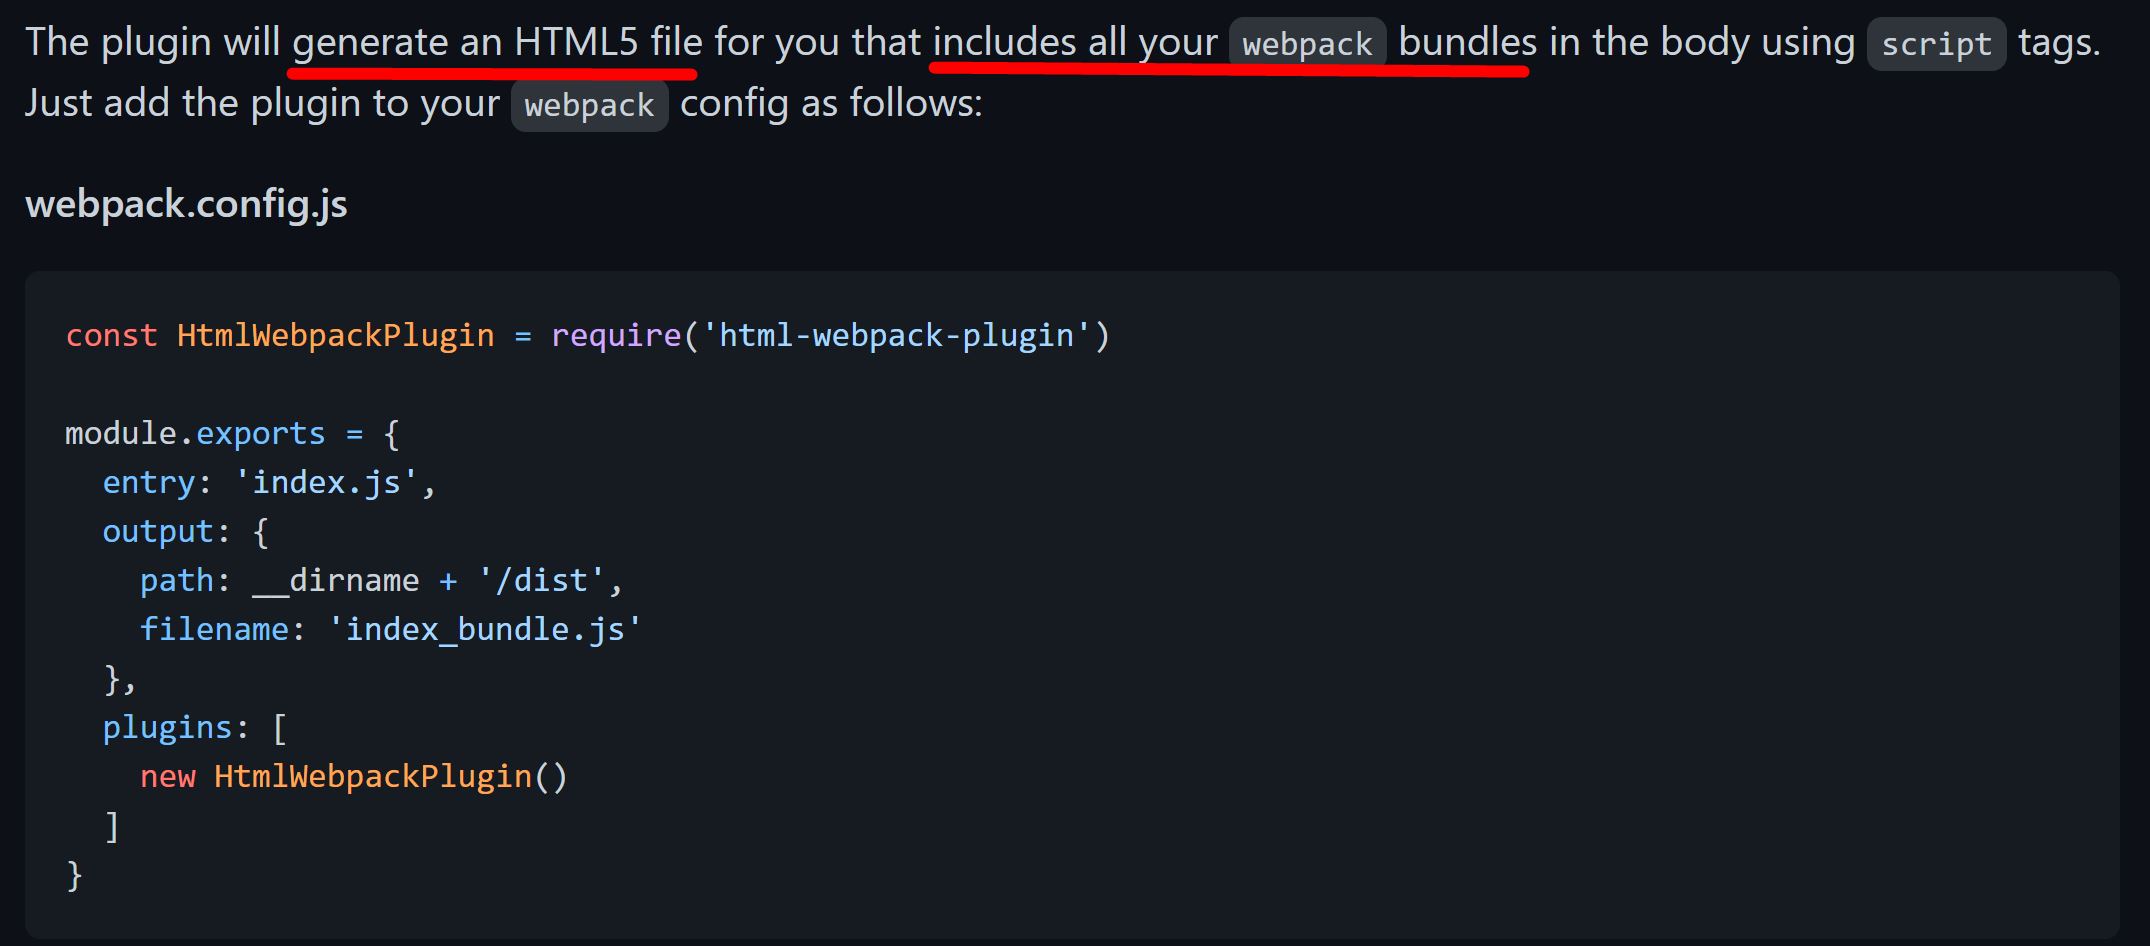 The plugin will generate an HTML5 file for you that includes all your webpack bundles in the body using script tags.
Just add the plugin to your webpack config as follows:
webpack.config.js
const HtmlWebpackPlugin = require('html-webpack-plugin')
module.exports = {
  entry: 'index.js',
  output: {
    path: __dirname + '/dist',
    filename: 'index_bundle.js'
  },
  plugins: [
    new HtmlWebpackPlugin()
  ]
}